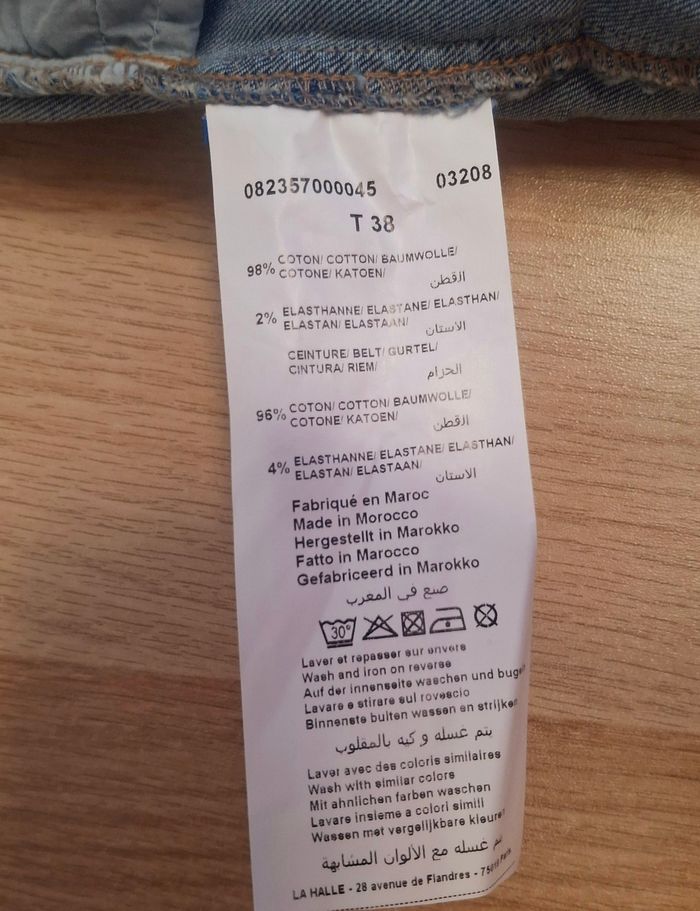 082357000045 03208
T 38
98% COTON/ COTTON/ BAUMWOLLE/
COTONE/ KATOEN/
القطن
2% ELASTHANNE/ ELASTANE/ ELASTHAN/
ELASTAN/ ELASTAAN/
الاستان
CEINTURE/ BELT/ GURTEL/
CINTURA/ RIEM/
الحزام
96% COTON/ COTTON/ BAUMWOLLE/
COTONE/ KATOEN/
القطن
4% ELASTHANNE/ ELASTANE/ ELASTHAN/
ELASTAN/ ELASTAAN/
الاستان
Fabriqué en Maroc
Made in Morocco
Hergestellt in Marokko
Fatto in Marocco
Gefabriceerd in Marokko
صنع في المغرب
30°
Laver et repasser sur envers
Wash and iron on reverse
Auf der innenseite waschen und
Lavare e stirare sul rovescio
Binnenste buiten wassen en strijken
يتم غسله و كيه بالمقلوب
Laver avec des coloris similaires
Wash with similar colors
Mit ahnlichen farben waschen
Lavare insieme a colori simili
Wassen met vergelijkbare
يتم غسله مع الألوان المشابهة
LA HALLE - 28 avenue de Flandres - Paris